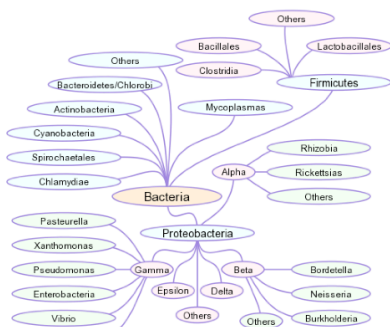 Others
Bacillales
Lactobacillales
Others
Clostridia
Firmicutes
Bacteroidetes/Chlorobi
Actinobacteria
Mycoplasmas
Cyanobacteria
Rhizobia
Spirochaetales
Alpha
Rickettsias
Chlamydiae
Bacteria
Others
Pasteurella
Proteobacteria
Xanthomonas
Pseudomonas
Gamma
Beta
Bordetella
Enterobacteria
Epsilon
Delta
Neisseria
Vibrio
Others
Others
Burkholderia